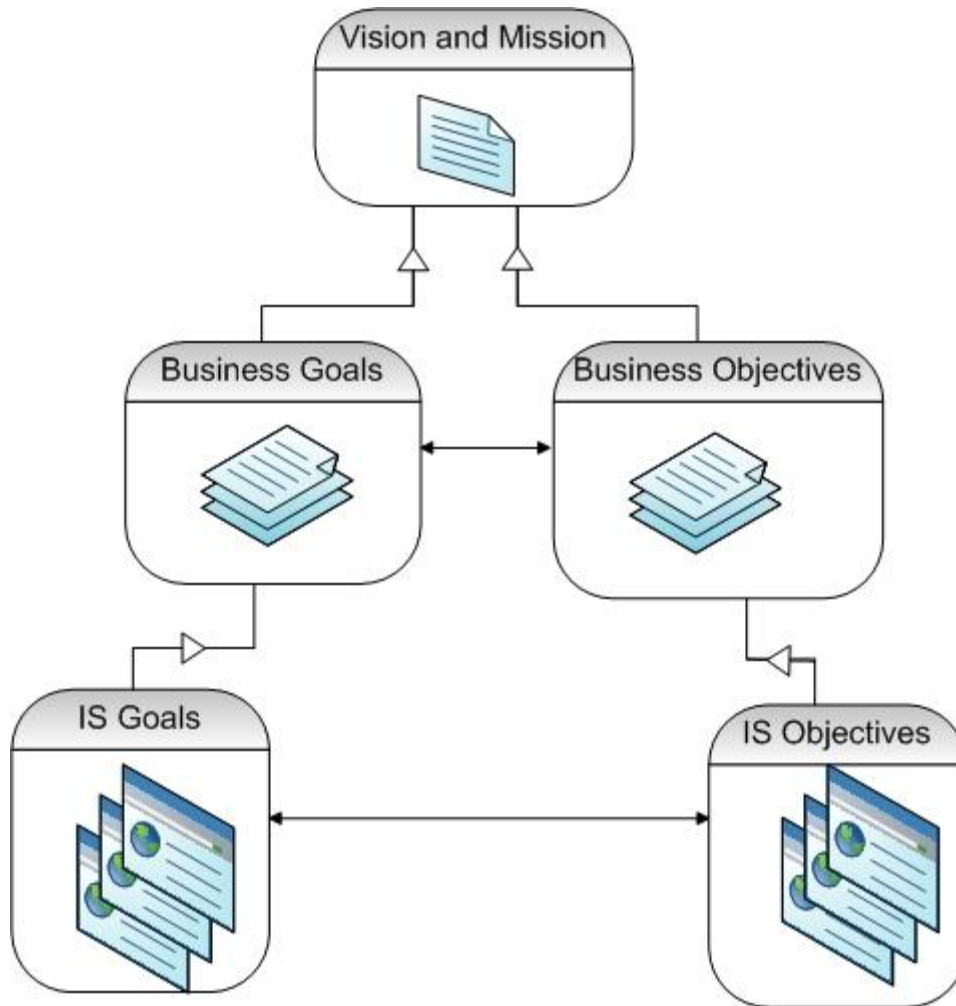 Vision and Mission
Business Goals
Business Objectives
IS Goals
IS Objectives